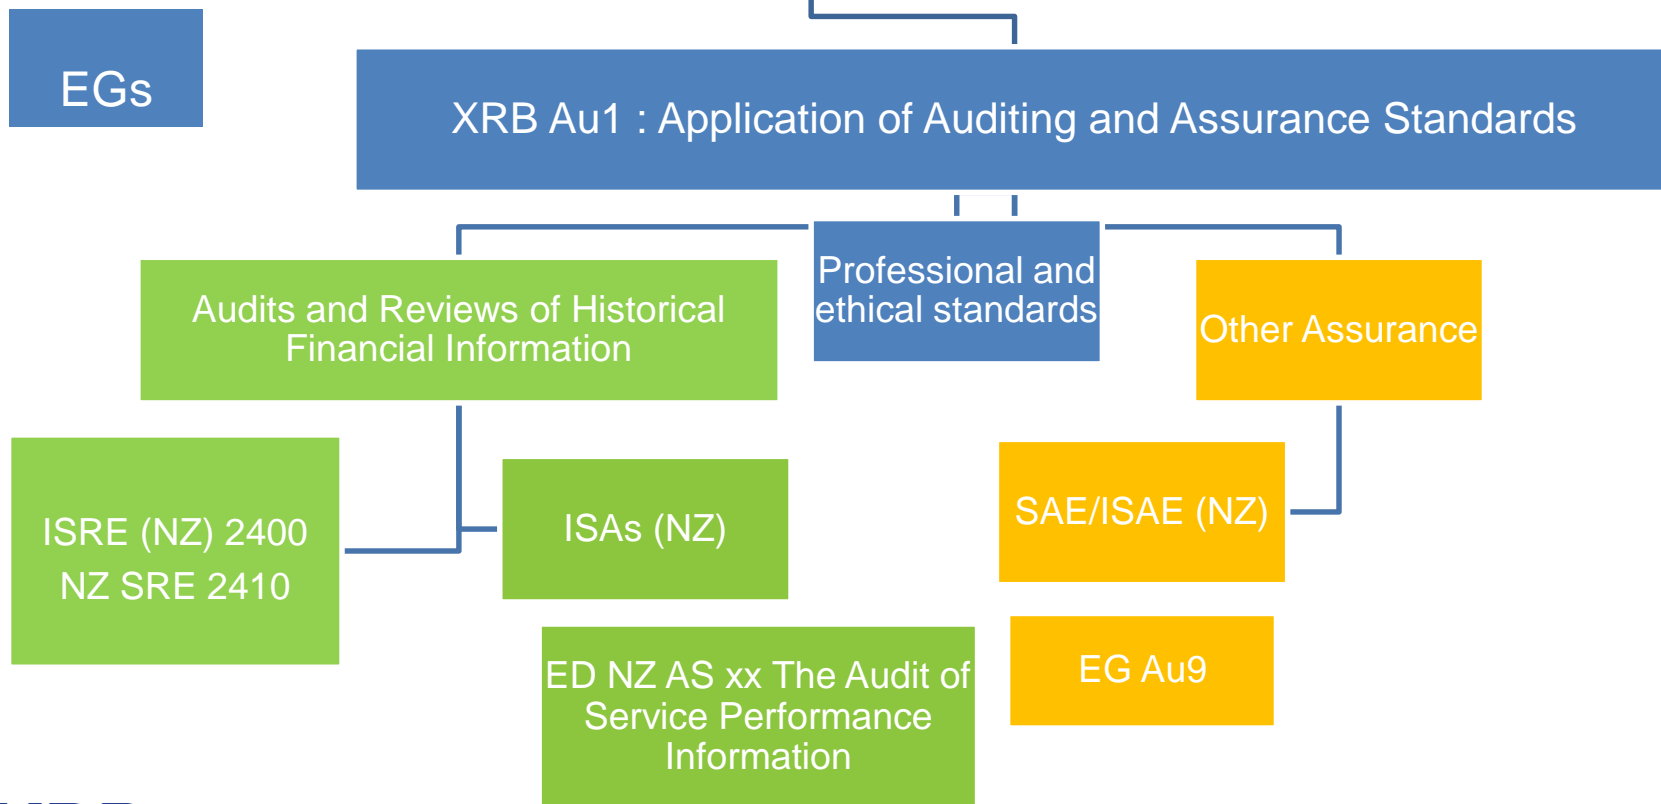 EGs
XRB Au1 : Application of Auditing and Assurance Standards
Professional and
ethical standards
Audits and Reviews of Historical
Financial Information
Other Assurance
ISRE (NZ) 2400
NZ SRE 2410
ISAs (NZ)
SAE/ISAE (NZ)
ED NZ AS xx The Audit of
Service Performance
Information
EG Au9